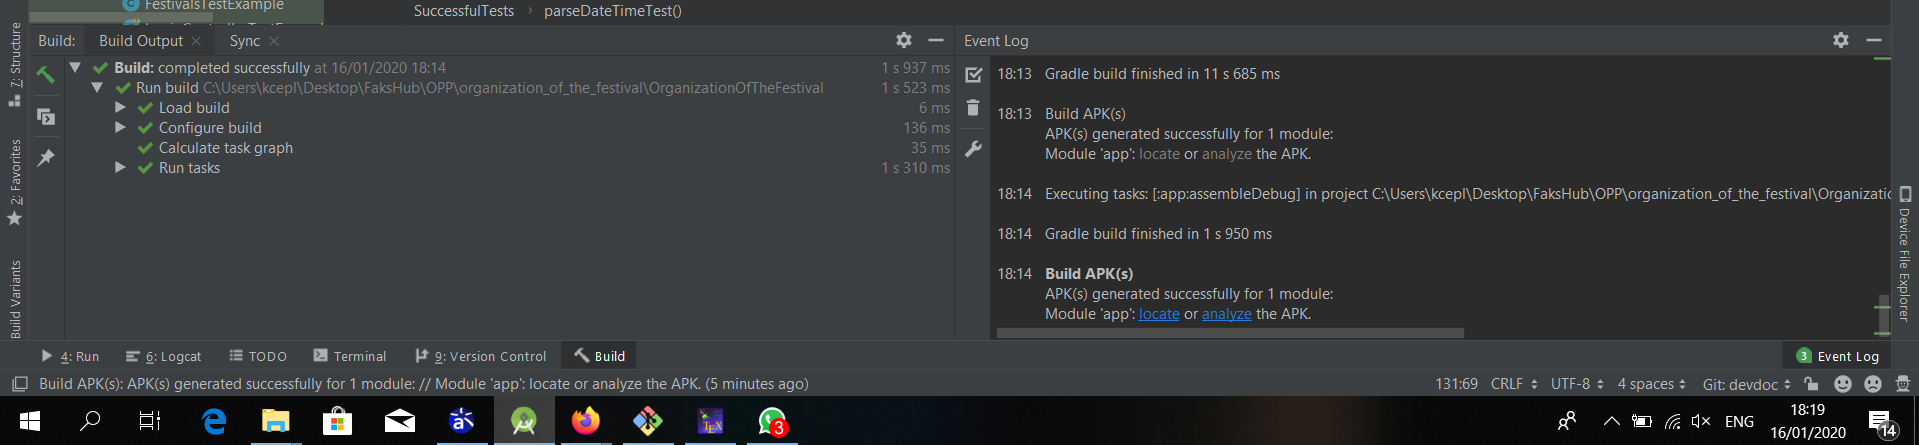 FestivalsTestExample
SuccessfulTests
parseDateTimeTest()
Build:
Build Output
Sync
Event Log
7: Structure
2: Favorites
Build Variants
Build: completed successfully at 16/01/2020 18:14
1 s 937 ms
Run build C:\Users\kcepl\Desktop\FaksHub\OPP\organization_of_the_festival\OrganizationOfTheFestival
1 s 523 ms
Load build
6 ms
Configure build
136 ms
Calculate task graph
35 ms
Run tasks
1 s 310 ms
18:13 Gradle build finished in 11 s 685 ms
18:13 Build APK(s)
APK(s) generated successfully for 1 module:
Module 'app': locate or analyze the APK.
18:14 Executing tasks: [:app:assembleDebug] in project C:\Users\kcepl\Desktop\FaksHub\OPP\organization_of_the_festival\Organizatio
18:14 Gradle build finished in 1 s 950 ms
18:14 Build APK(s)
APK(s) generated successfully for 1 module:
Module 'app': locate or analyze the APK.
Device File Explorer
4: Run
6: Logcat
TODO
Terminal
9: Version Control
Build
3 Event Log
Build APK(s): APK(s) generated successfully for 1 module: // Module 'app': locate or analyze the APK. (5 minutes ago)
131:69
CRLF
UTF-8
4 spaces
Git: devdoc
TEX
3
ENG
18:19
16/01/2020
14